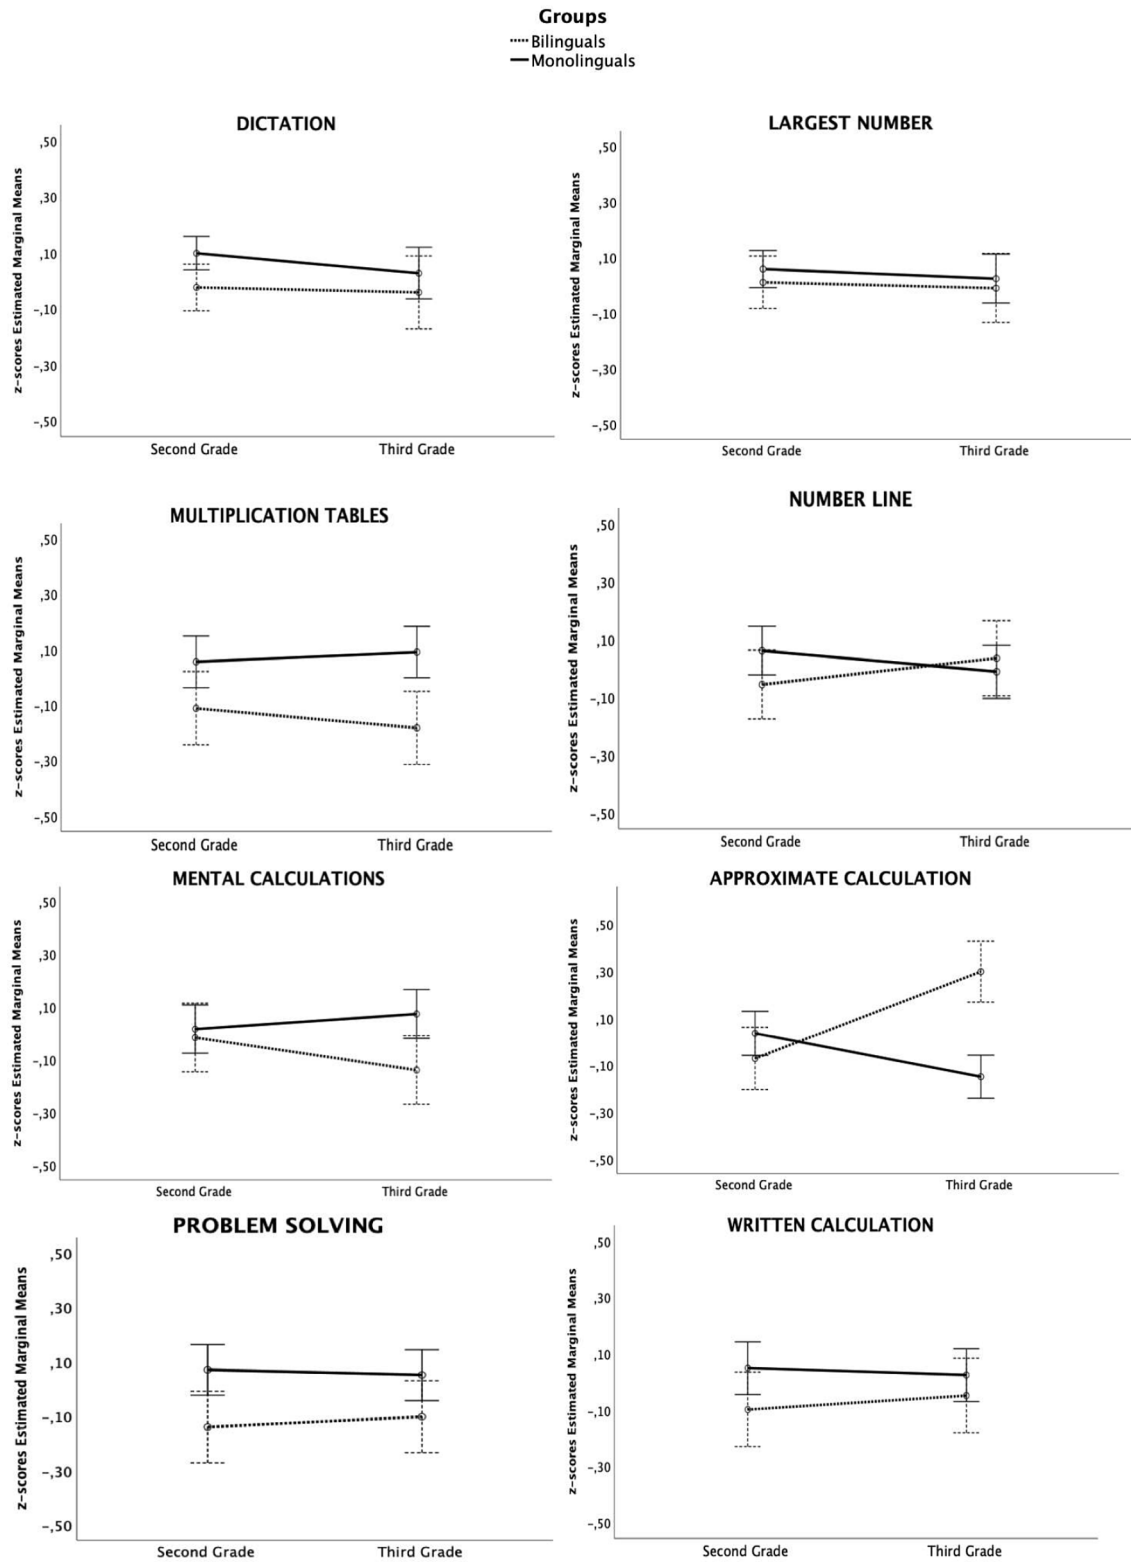 Groups
Bilinguals
Monolinguals
DICTATION
z-scores Estimated Marginal Means
,50
,30
,10
-,10
-,30
-,50
Second Grade
Third Grade
LARGEST NUMBER
z-scores Estimated Marginal Means
,50
,30
,10
-,10
-,30
-,50
Second Grade
Third Grade
MULTIPLICATION TABLES
z-scores Estimated Marginal Means
,50
,30
,10
-,10
-,30
-,50
Second Grade
Third Grade
NUMBER LINE
z-scores Estimated Marginal Means
,50
,30
,10
-,10
-,30
-,50
Second Grade
Third Grade
MENTAL CALCULATIONS
z-scores Estimated Marginal Means
,50
,30
,10
-,10
-,30
-,50
Second Grade
Third Grade
APPROXIMATE CALCULATION
z-scores Estimated Marginal Means
,50
,30
,10
-,10
-,30
-,50
Second Grade
Third Grade
PROBLEM SOLVING
z-scores Estimated Marginal Means
,50
,30
,10
-,10
-,30
-,50
Second Grade
Third Grade
WRITTEN CALCULATION
z-scores Estimated Marginal Means
,50
,30
,10
-,10
-,30
-,50
Second Grade
Third Grade